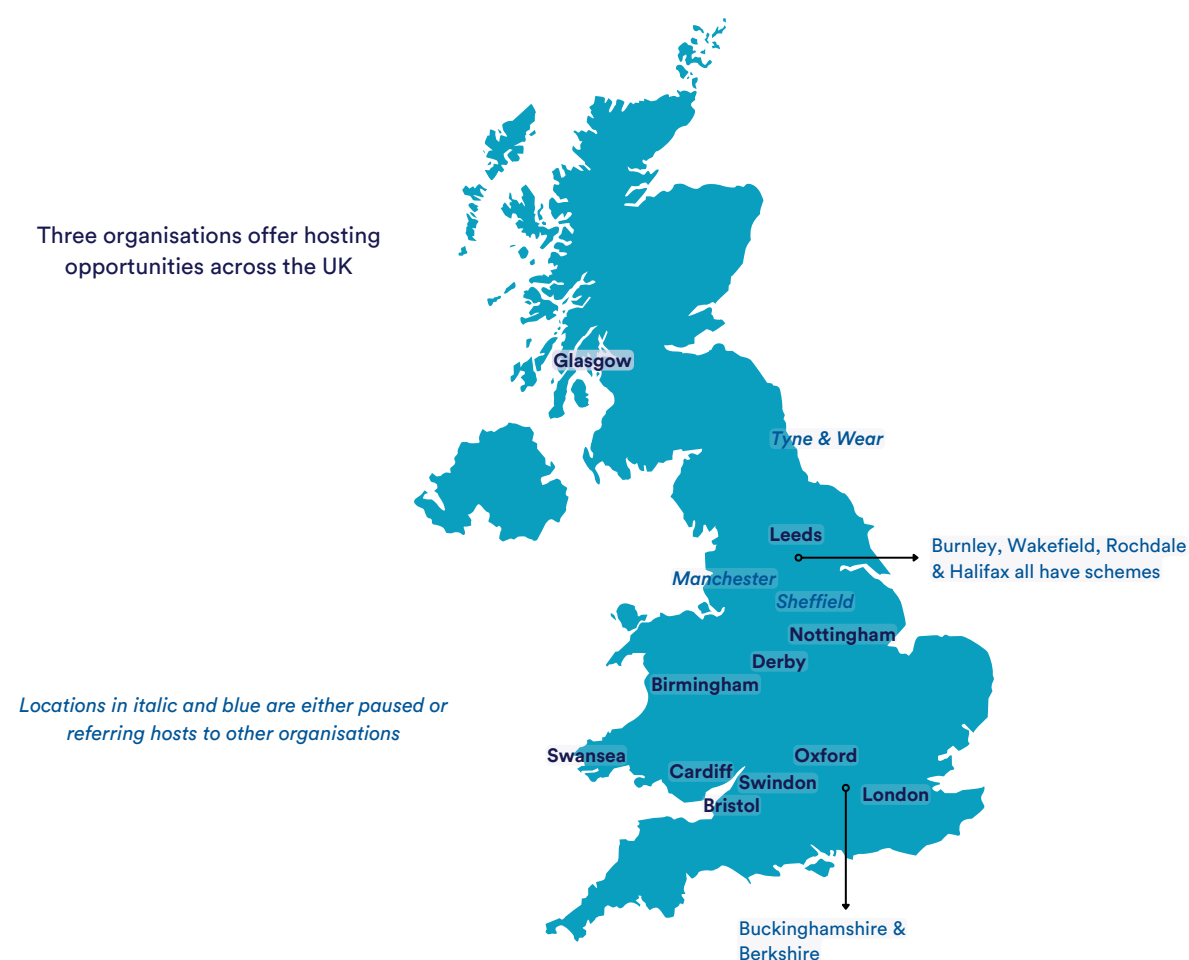 Three organisations offer hosting
opportunities across the UK
Glasgow
Tyne & Wear
Leeds
Burnley, Wakefield, Rochdale
& Halifax all have schemes
Manchester
Sheffield
Nottingham
Derby
Birmingham
Locations in italic and blue are either paused or
referring hosts to other organisations
Swansea
Oxford
Cardiff
Swindon
London
Bristol
Buckinghamshire &
Berkshire